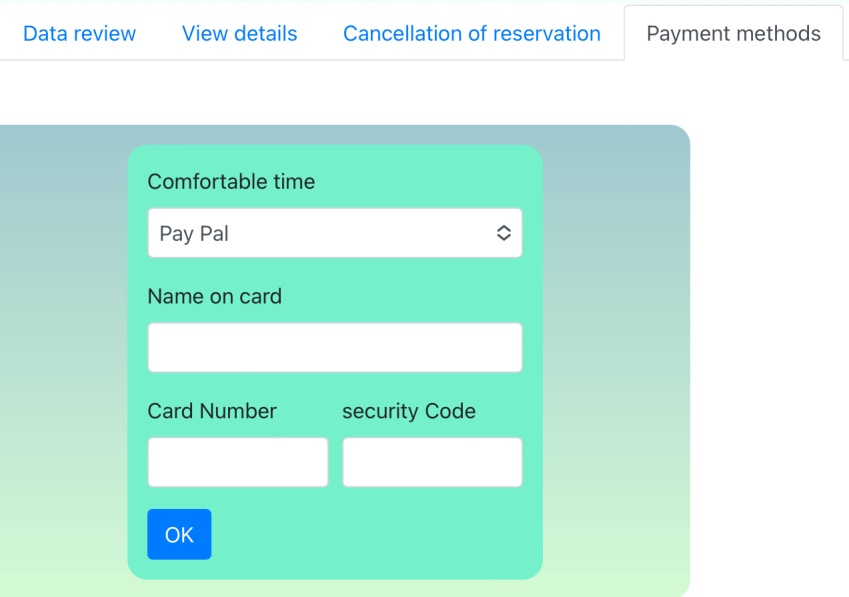 Data review View details Cancellation of reservation Payment methods
Comfortable time
Pay Pal
Name on card
Card Number security Code
OK